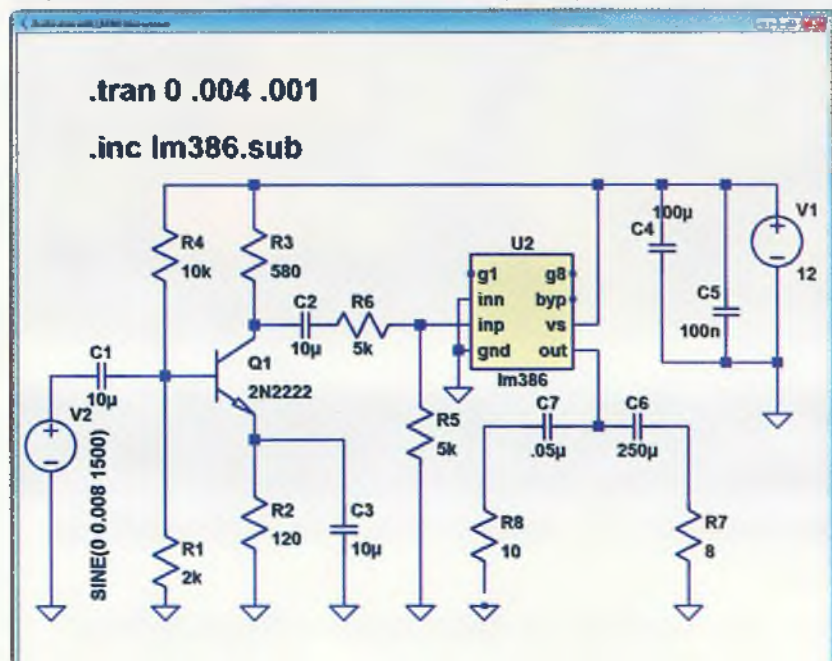 .tran 0 .004 .001
.inc lm386.sub
R4
10k
R3
580
C1
10µ
V2
SINE(0 0.008 1500)
R1
2k
Q1
2N2222
R2
120
C3
10µ
C2
10µ
R6
5k
R5
5k
U2
g1
g8
inn
byp
inp
vs
gnd
out
lm386
C7
.05µ
C6
250µ
R8
10
R7
8
100µ
C4
C5
100n
V1
12